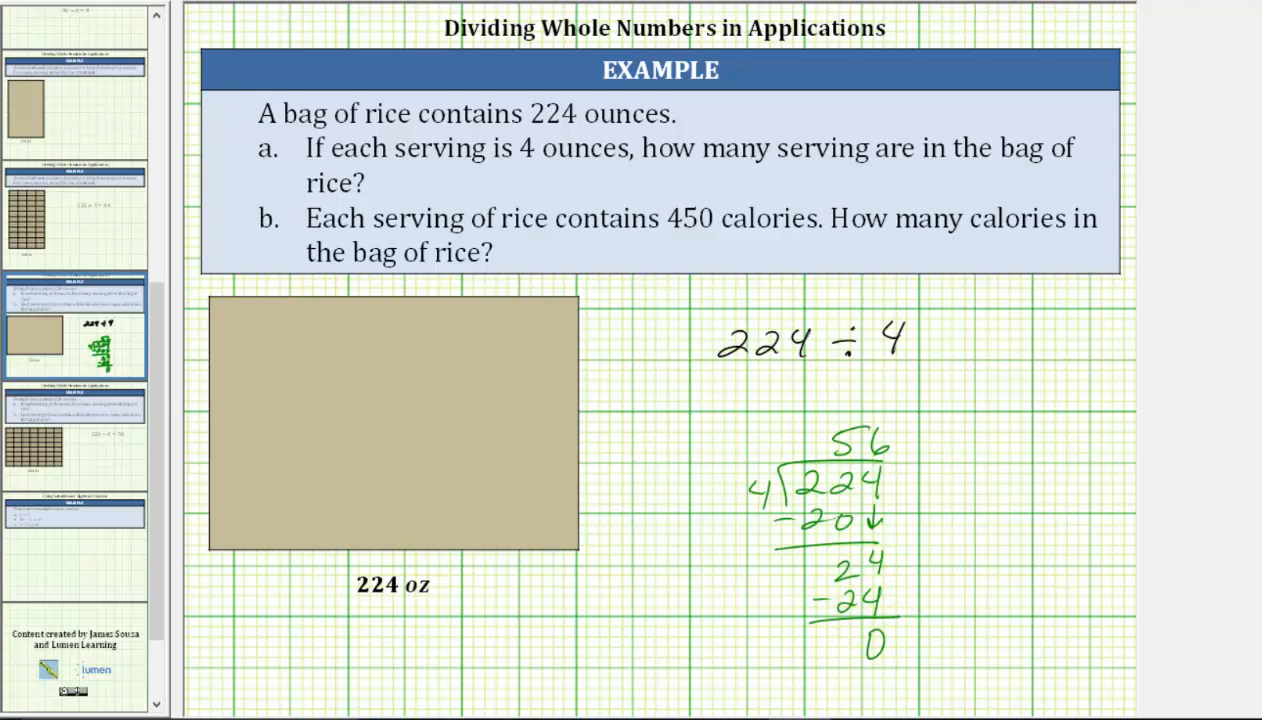 Dividing Whole Numbers in Applications
EXAMPLE
A bag of rice contains 224 ounces.
a. If each serving is 4 ounces, how many serving are in the bag of
rice?
b. Each serving of rice contains 450 calories. How many calories in
the bag of rice?
224 ÷ 4
56
4 224
-20↓
24
-24
0
224 oz
Content created by James Sousa
and Lumen Learning
lumen